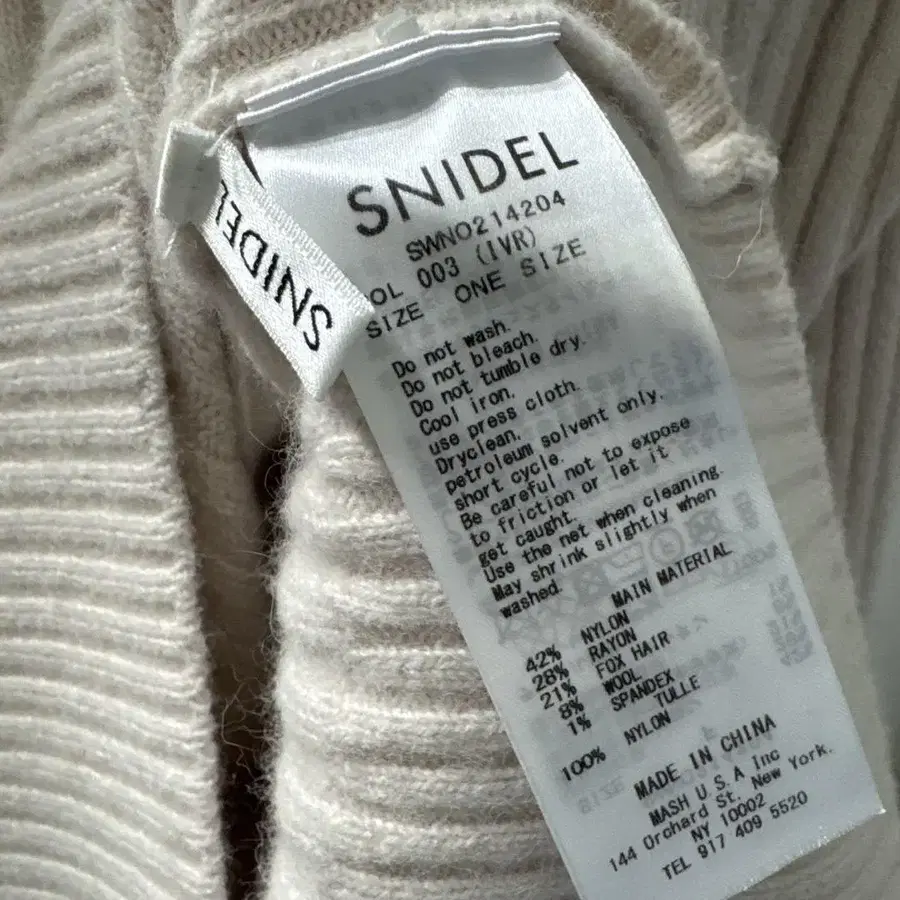 SNIDEL
SNIDEL
SWNO214204
OL 003 (IVR)
SIZE ONE SIZE
Do not wash.
Do not bleach.
Do not tumble dry.
Cool iron.
use press cloth.
Dryclean.
petroleum solvent only.
short cycle.
Be careful not to expose
to friction or let it
get caught.
Use the net when cleaning.
May shrink slightly when
washed.
MAIN MATERIAL
42% NYLON
28% RAYON
21% FOX HAIR
8% WOOL
1% SPANDEX
TULLE
100% NYLON
MADE IN CHINA
MASH U.S.A Inc
144 Orchard St. New York.
NY 10002
TEL 917 409 5520